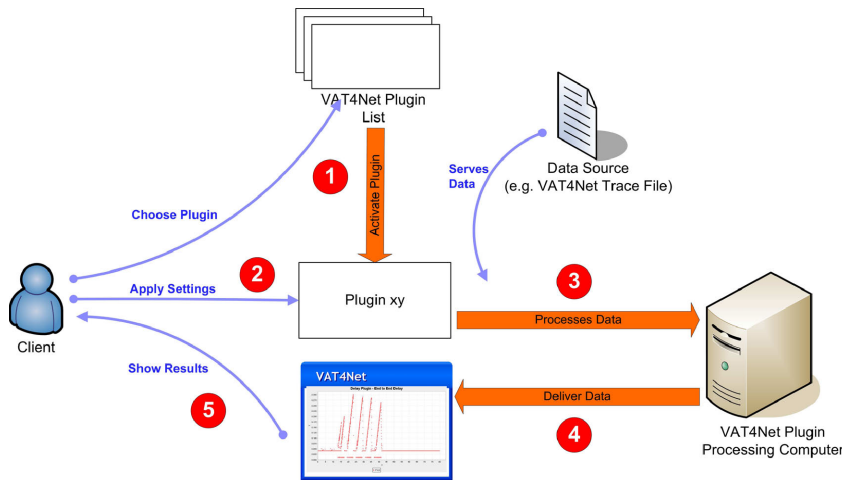 VAT4Net Plugin
List
1
Activate Plugin
Serves
Data
Data Source
(e.g. VAT4Net Trace File)
Choose Plugin
2
Apply Settings
Plugin xy
3
Processes Data
Client
Show Results
5
VAT4Net
Delay Plugin - End to End Delay
Deliver Data
4
VAT4Net Plugin
Processing Computer